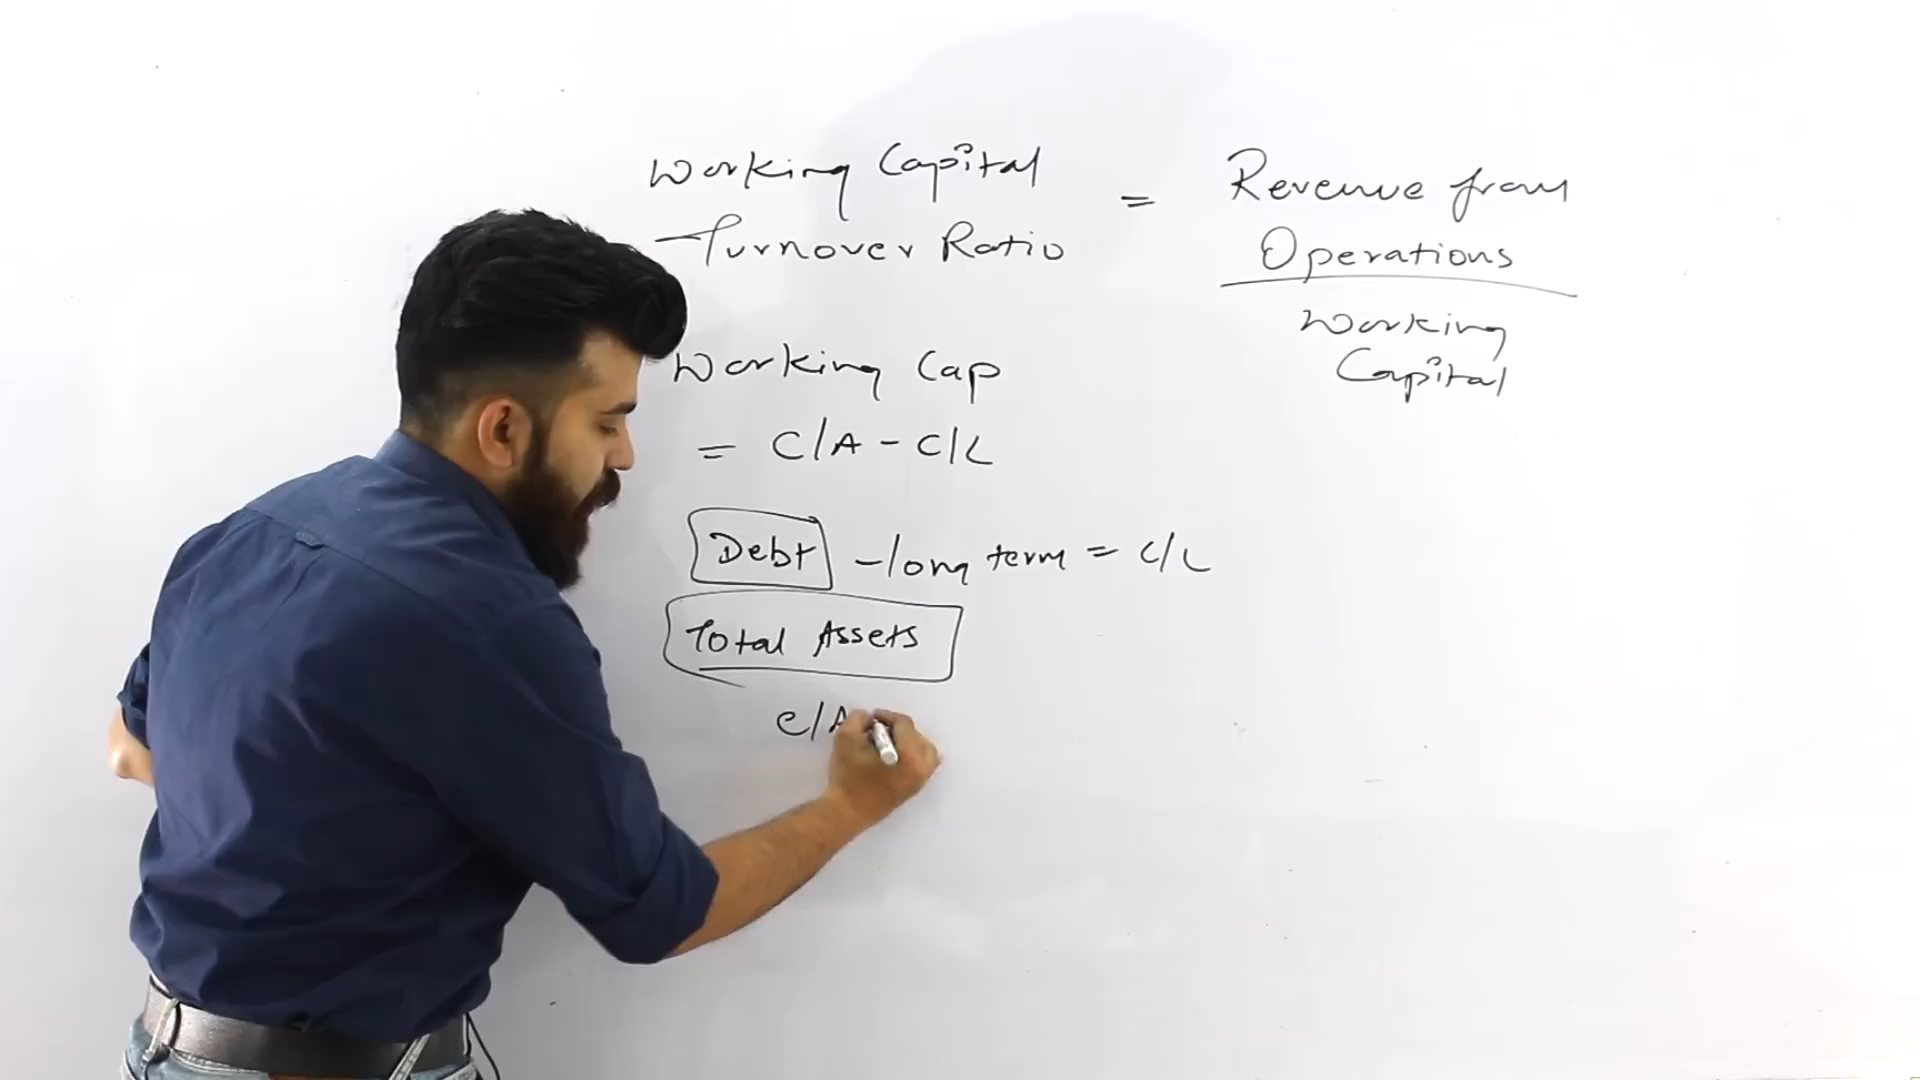 Working Capital
Turnover Ratio
=
Revenue from
Operations
Working
Capital
Working Cap
= C/A - C/L
Debt - long term = C/L
Total Assets
C/A